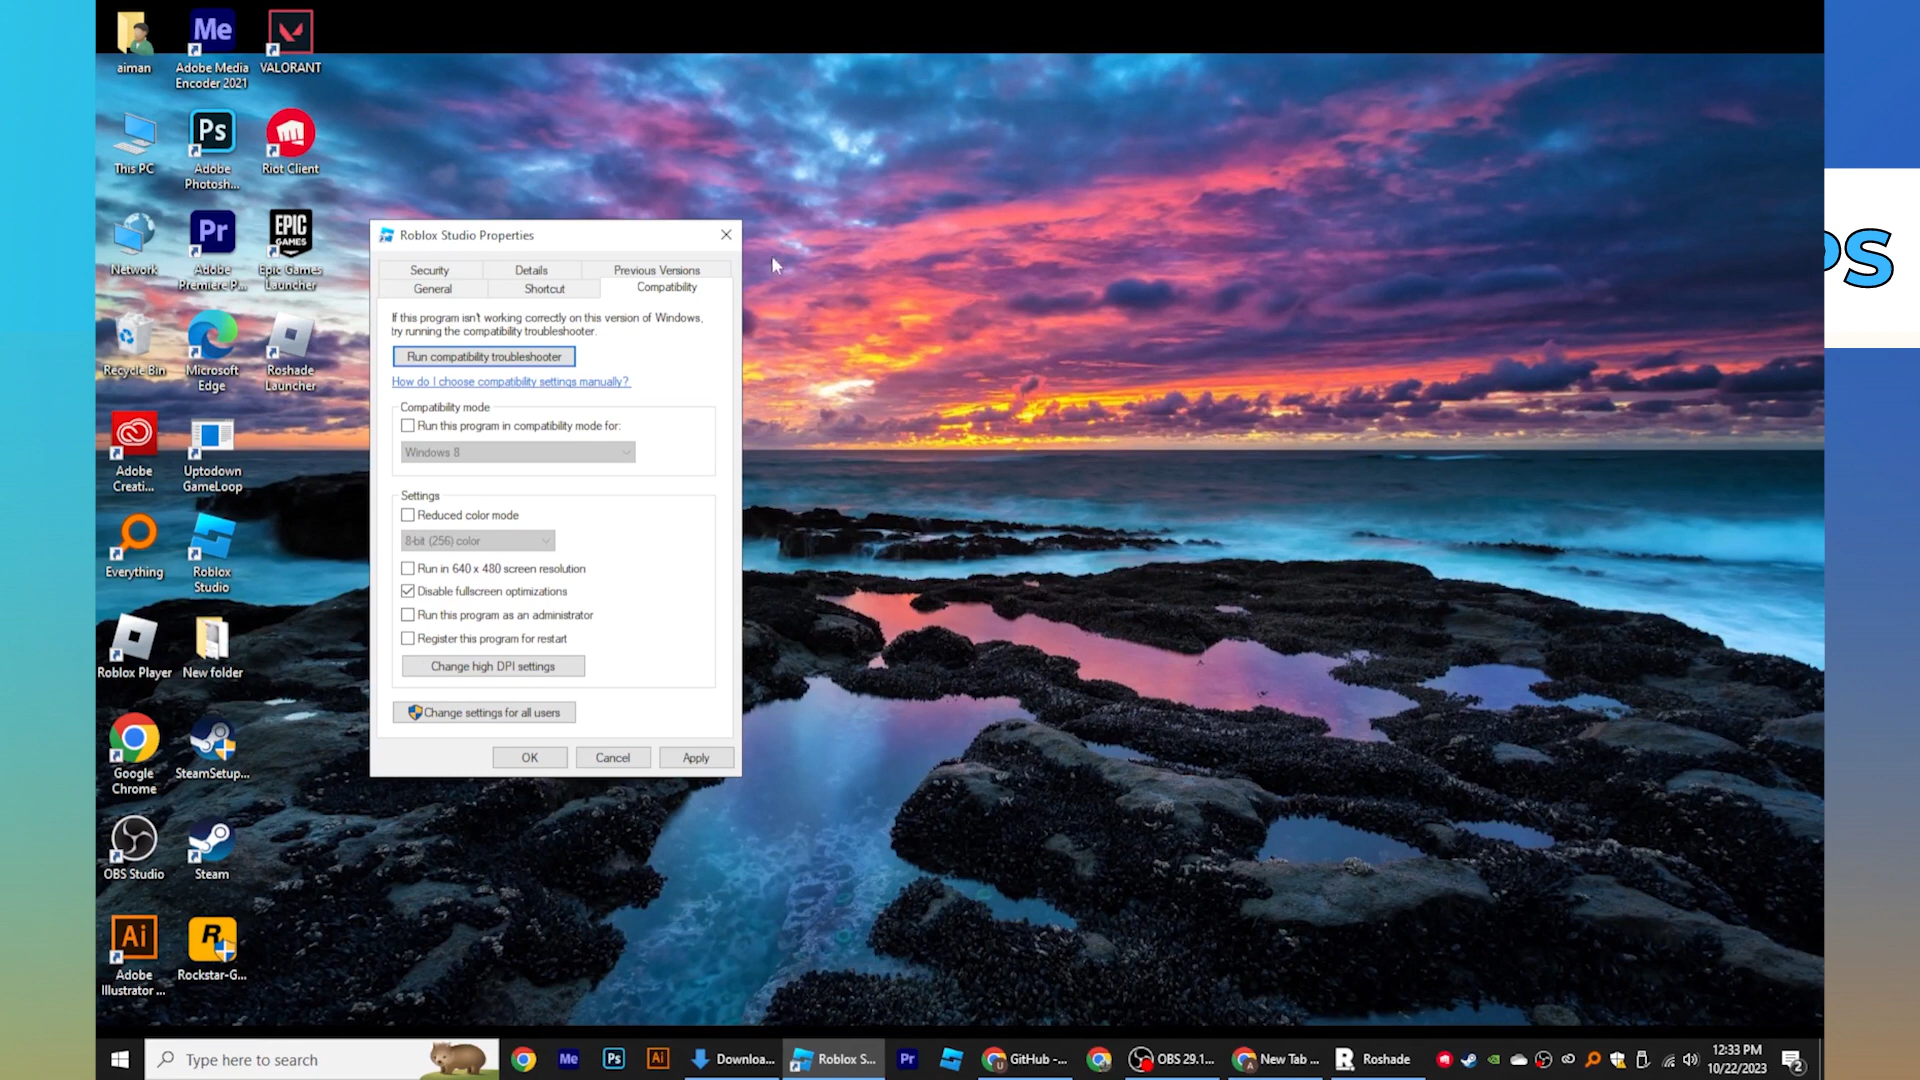 aiman
Me
Adobe Media
Encoder 2021
VALORANT
This PC
Ps
Adobe
Photosh...
Riot Client
Network
Pr
Adobe
Premiere P...
EPIC
GAMES
Epic Games
Launcher
Recycle Bin
Microsoft
Edge
Roshade
Launcher
Adobe
Creati...
Uptodown
GameLoop
Everything
Roblox
Studio
Roblox Player
New folder
Google
Chrome
SteamSetup...
OBS Studio
Steam
Ai
Adobe
Illustrator ...
R
Rockstar-G...
Roblox Studio Properties
Security
Details
Previous Versions
General
Shortcut
Compatibility
If this program isn't working correctly on this version of Windows,
try running the compatibility troubleshooter.
Run compatibility troubleshooter
How do I choose compatibility settings manually?
Compatibility mode
Run this program in compatibility mode for:
Windows 8
Settings
Reduced color mode
8-bit (256) color
Run in 640 x 480 screen resolution
Disable fullscreen optimizations
Run this program as an administrator
Register this program for restart
Change high DPI settings
Change settings for all users
OK
Cancel
Apply
PS
Type here to search
Me
Ps
Ai
Downloa...
Roblox S...
Pr
GitHub -...
OBS 29.1...
New Tab ...
Roshade
12:33 PM
10/22/2023
2